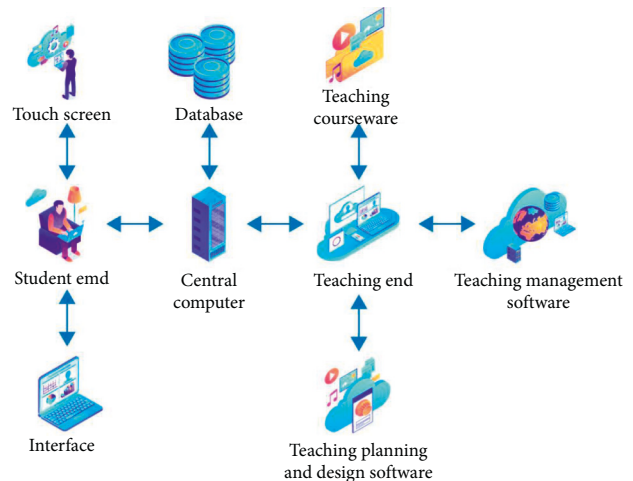 Touch screen
Database
Teaching
courseware
Student emd
Central
computer
Teaching end
Teaching management
software
Interface
Teaching planning
and design software